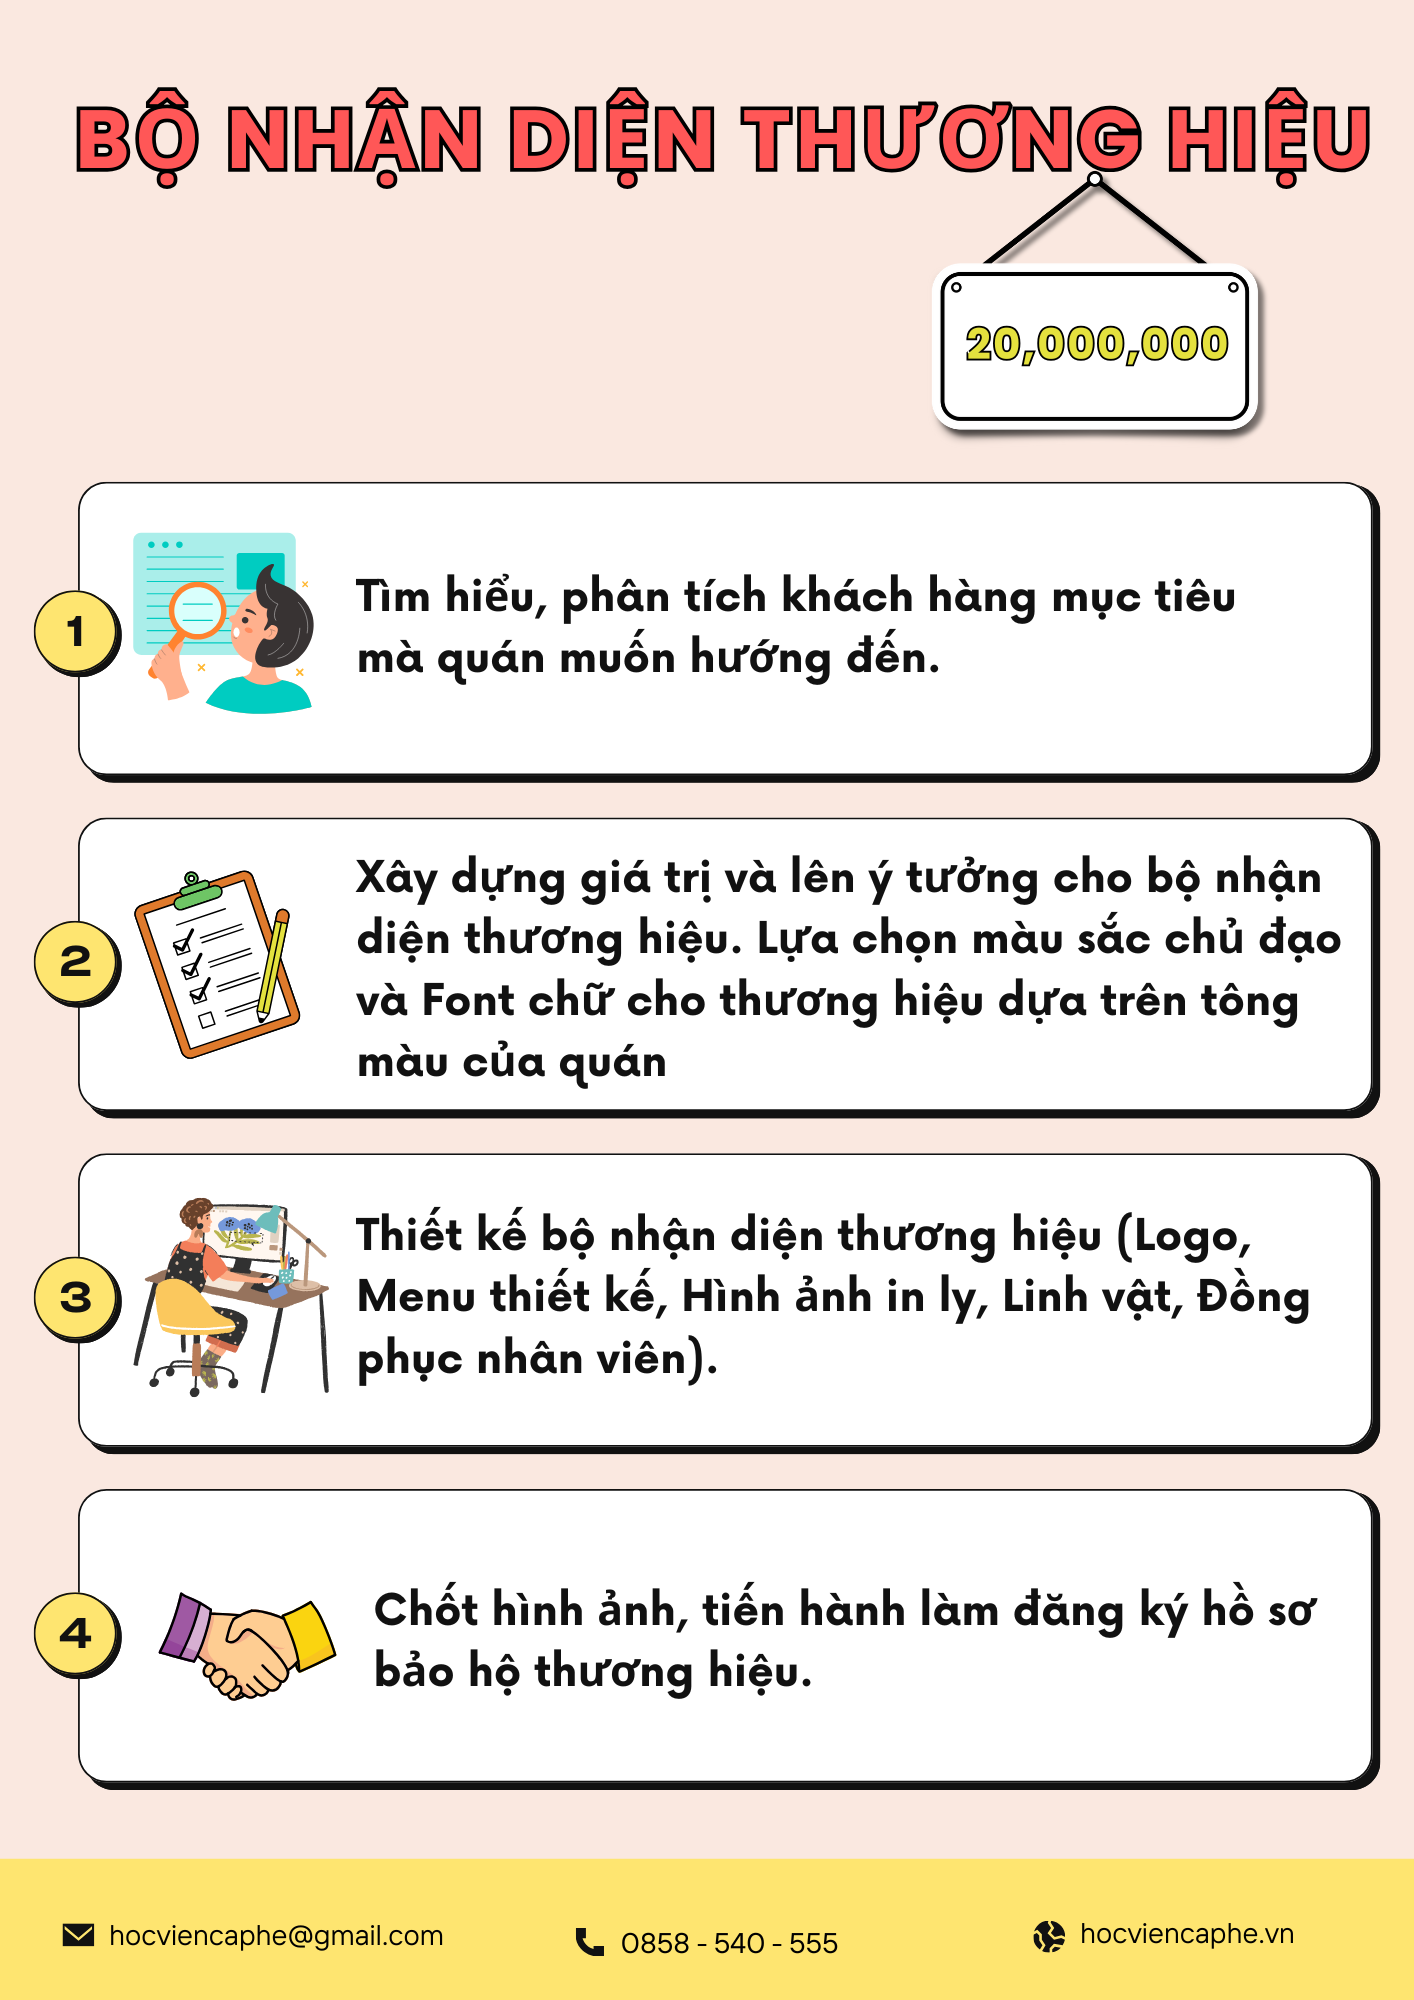 BỘ NHẬN DIỆN THƯƠNG HIỆU
20,000,000
1
Tìm hiểu, phân tích khách hàng mục tiêu
mà quán muốn hướng đến.
2
Xây dựng giá trị và lên ý tưởng cho bộ nhận
diện thương hiệu. Lựa chọn màu sắc chủ đạo
và Font chữ cho thương hiệu dựa trên tông
màu của quán
3
Thiết kế bộ nhận diện thương hiệu (Logo,
Menu thiết kế, Hình ảnh in ly, Linh vật, Đồng
phục nhân viên).
4
Chốt hình ảnh, tiến hành làm đăng ký hồ sơ
bảo hộ thương hiệu.
hocviencaphe@gmail.com
0858 - 540 - 555
hocviencaphe.vn